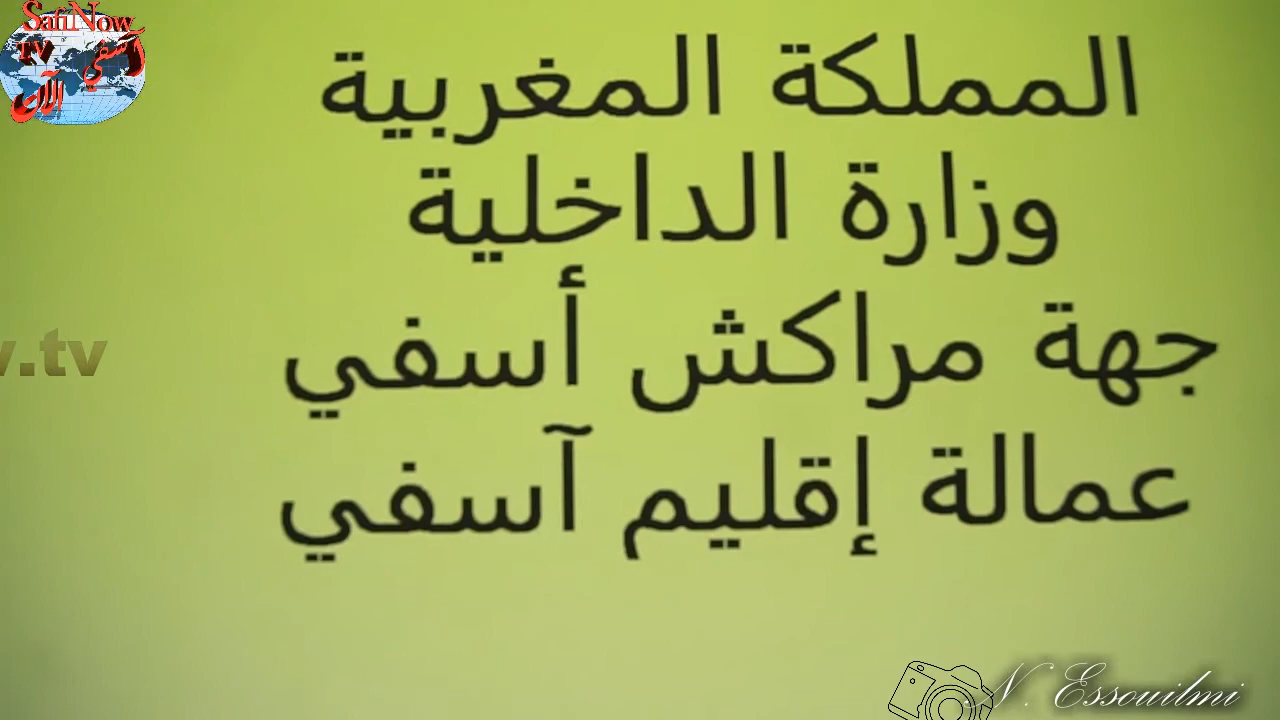 SafiNow
TV
آسفي
الآن
المملكة المغربية
وزارة الداخلية
جهة مراكش أسفي
عمالة إقليم آسفي
.tv
N. Essouilmi